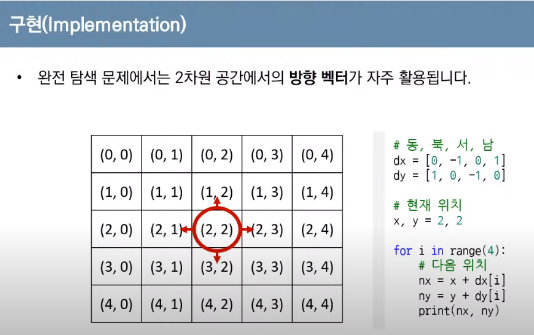 구현(Implementation)
• 완전 탐색 문제에서는 2차원 공간에서의 방향 벡터가 자주 활용됩니다.
(0, 0) (0, 1) (0, 2) (0, 3) (0, 4)
(1, 0) (1, 1) (1, 2) (1, 3) (1, 4)
(2, 0) (2, 1) (2, 2) (2, 3) (2, 4)
(3, 0) (3, 1) (3, 2) (3, 3) (3, 4)
(4, 0) (4, 1) (4, 2) (4, 3) (4, 4)
# 동, 북, 서, 남
dx = [0, -1, 0, 1]
dy = [1, 0, -1, 0]
# 현재 위치
x, y = 2, 2
for i in range(4):
# 다음 위치
nx = x + dx[i]
ny = y + dy[i]
print(nx, ny)